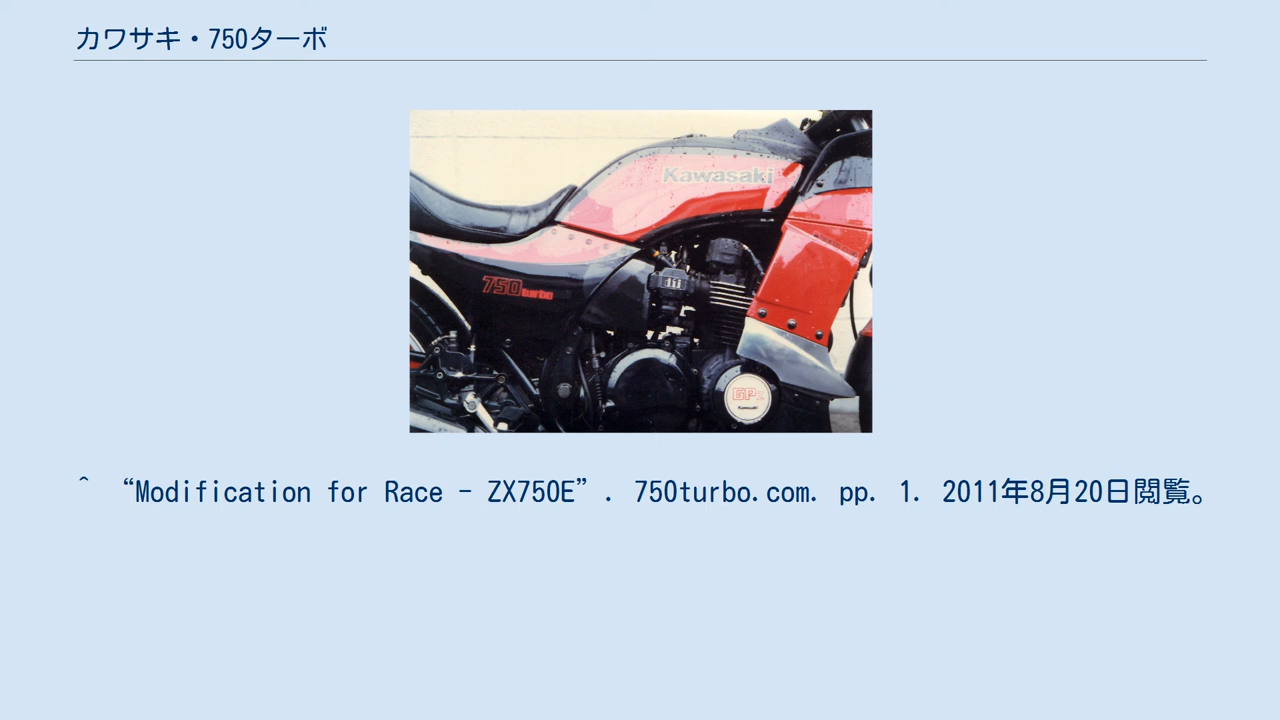 カワサキ・750ターボ
Kawasaki
750turbo
GPz
Kawasaki
^ “Modification for Race - ZX750E”. 750turbo.com. pp. 1. 2011年8月20日閲覧。